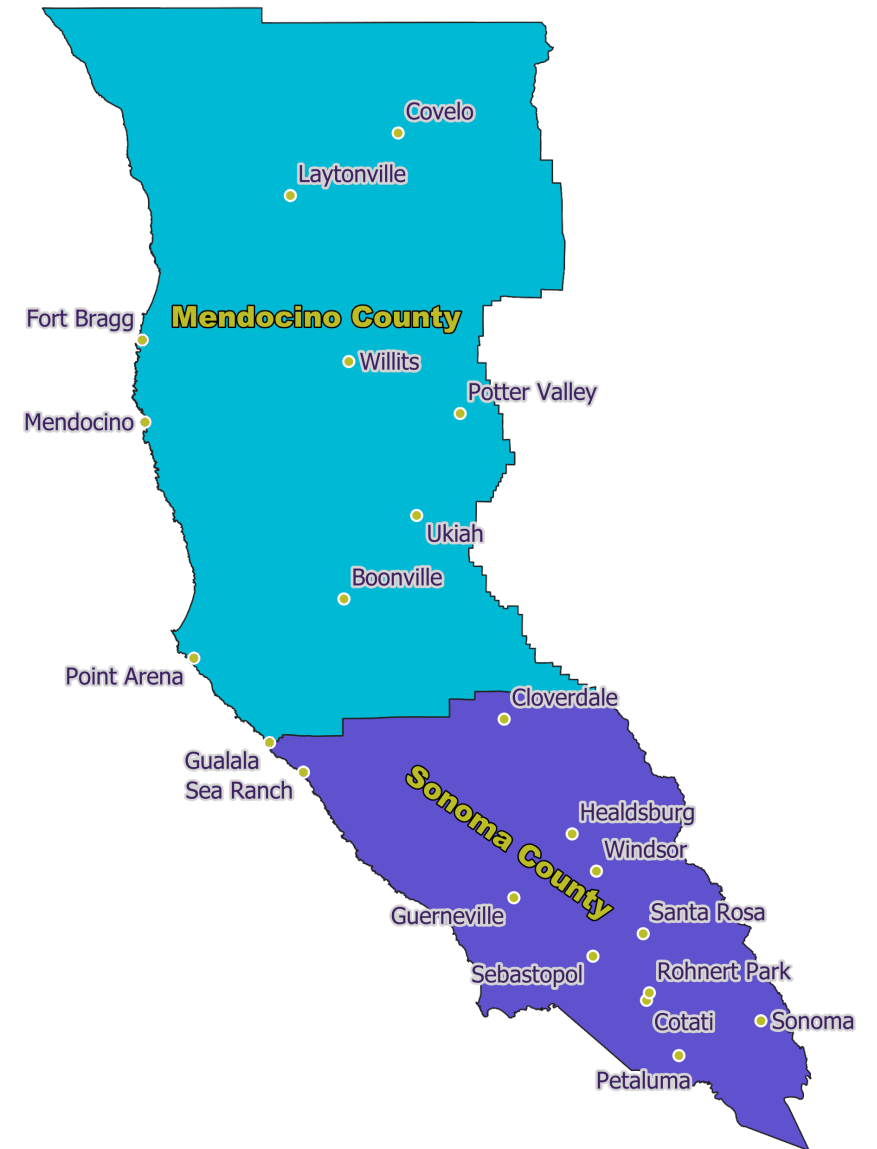 Covelo
Laytonville
Fort Bragg
Mendocino County
Willits
Potter Valley
Mendocino
Ukiah
Boonville
Point Arena
Cloverdale
Gualala
Sea Ranch
Sonoma County
Healdsburg
Windsor
Guerneville
Santa Rosa
Sebastopol
Rohnert Park
Cotati
Sonoma
Petaluma